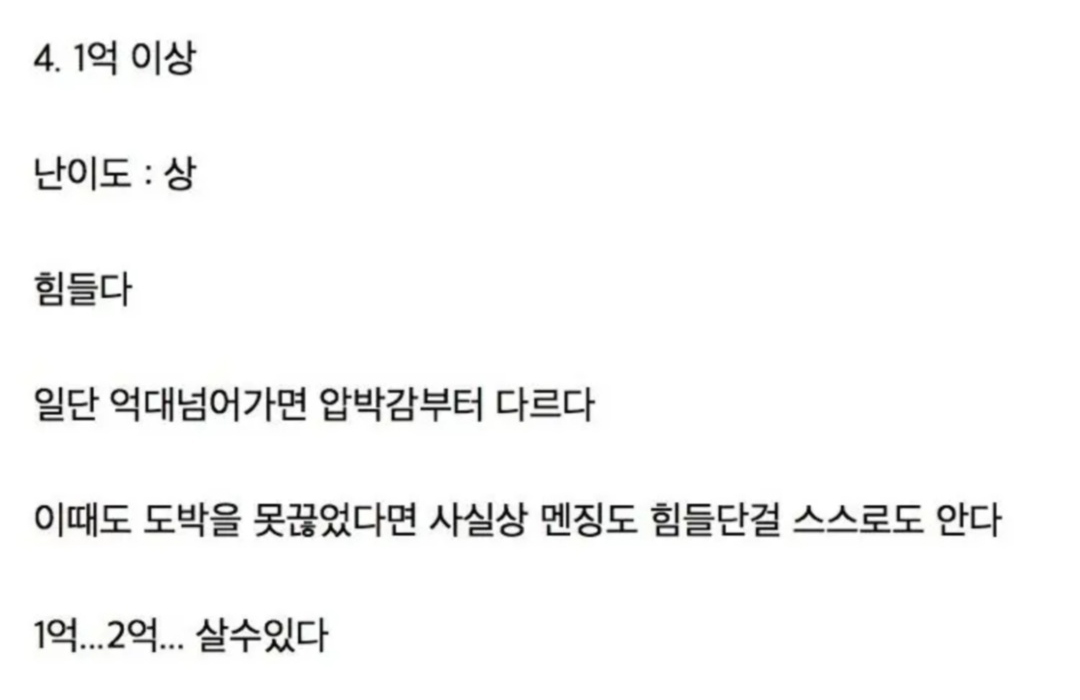 4. 1억 이상
난이도 : 상
힘들다
일단 억대넘어가면 압박감부터 다르다
이때도 도박을 못끊었다면 사실상 멘징도 힘들단걸 스스로도 안다
1억...2억... 살수있다